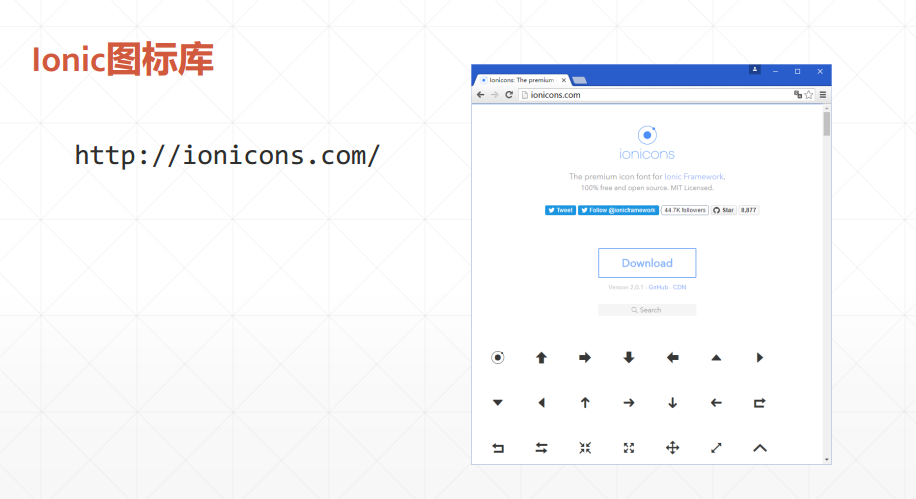 Ionic图标库
http://ionicons.com/
Ionicons: The premium
ionicons.com
ionicons
The premium icon font for Ionic Framework.
100% free and open source. MIT Licensed.
Tweet Follow @ionicframework 44.7K followers Star 8,877
Download
Version 2.0.1 · GitHub · CDN
Search